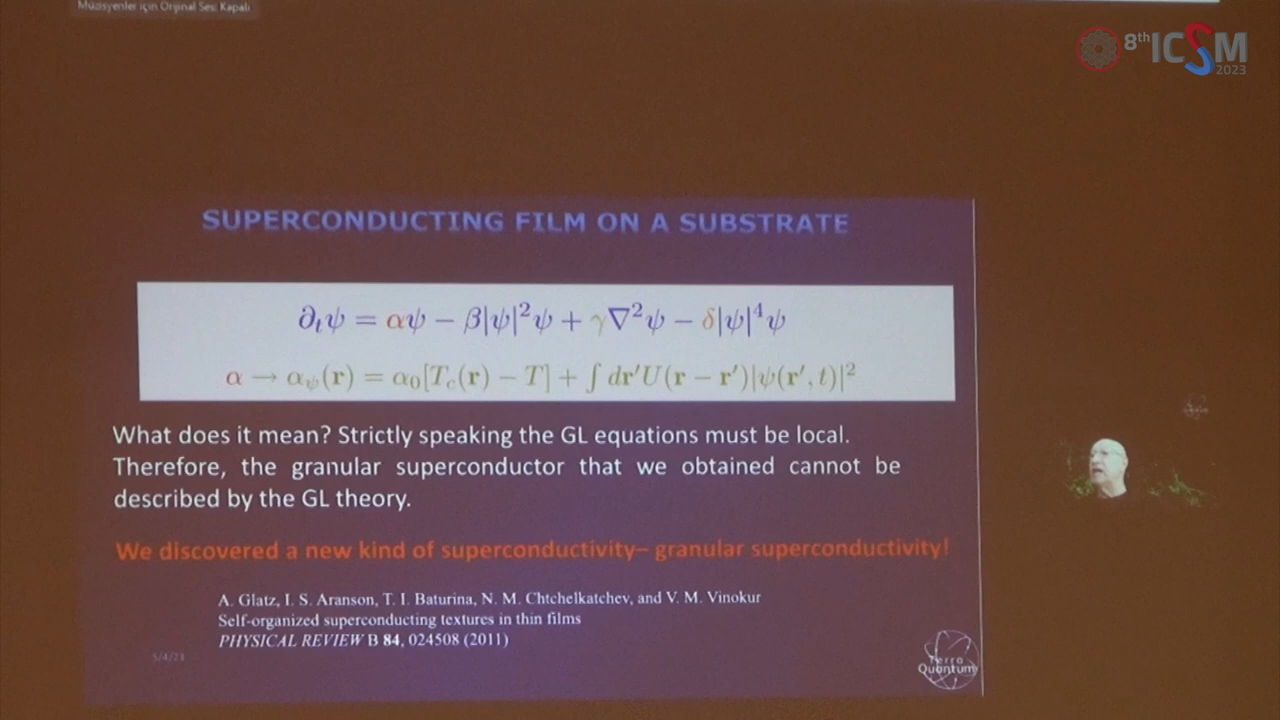 Müzisyenler için Orijinal Ses: Kapalı
8th ICSM
2023
SUPERCONDUCTING FILM ON A SUBSTRATE
∂ₜψ = αψ − β|ψ|²ψ + γ∇²ψ − δ|ψ|⁴ψ
α → α_ψ(r) = α₀[T_c(r) − T] + ∫ dr′U(r − r′)|ψ(r′, t)|²
What does it mean? Strictly speaking the GL equations must be local.
Therefore, the granular superconductor that we obtained cannot be
described by the GL theory.
We discovered a new kind of superconductivity– granular superconductivity!
A. Glatz, I. S. Aranson, T. I. Baturina, N. M. Chtchelkatchev, and V. M. Vinokur
Self-organized superconducting textures in thin films
PHYSICAL REVIEW B 84, 024508 (2011)
Terra
Quantum